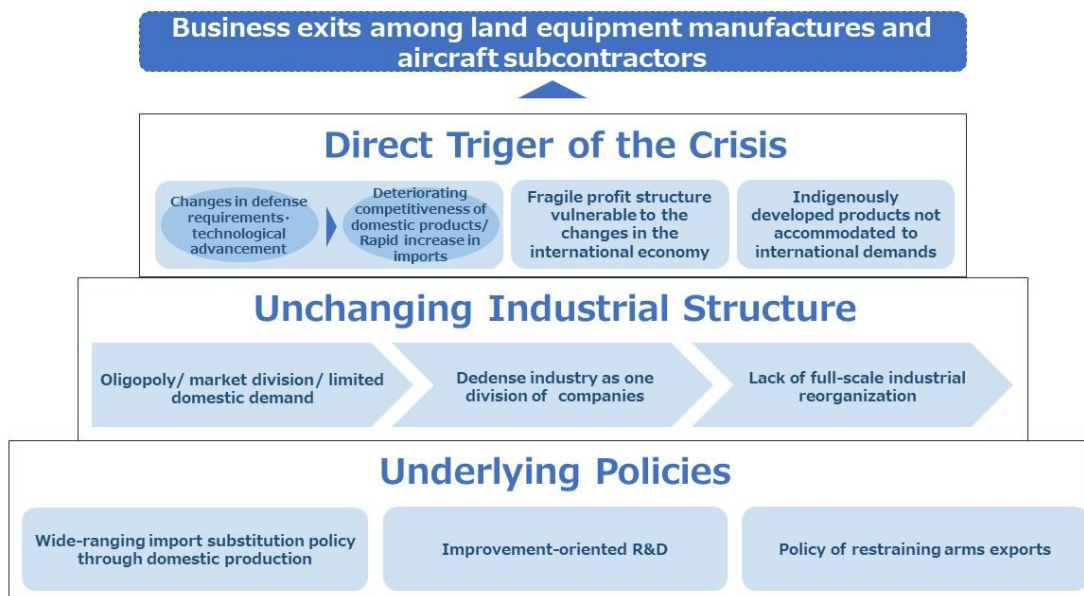 Business exits among land equipment manufactures and
aircraft subcontractors
Direct Triger of the Crisis
Changes in defense
requirements･
technological
advancement
Deteriorating
competitiveness of
domestic products/
Rapid increase in
imports
Fragile profit structure
vulnerable to the
changes in the
international economy
Indigenously
developed products not
accommodated to
international demands
Unchanging Industrial Structure
Oligopoly/ market division/ limited
domestic demand
Dedense industry as one
division of companies
Lack of full-scale industrial
reorganization
Underlying Policies
Wide-ranging import substitution policy
through domestic production
Improvement-oriented R&D
Policy of restraining arms exports